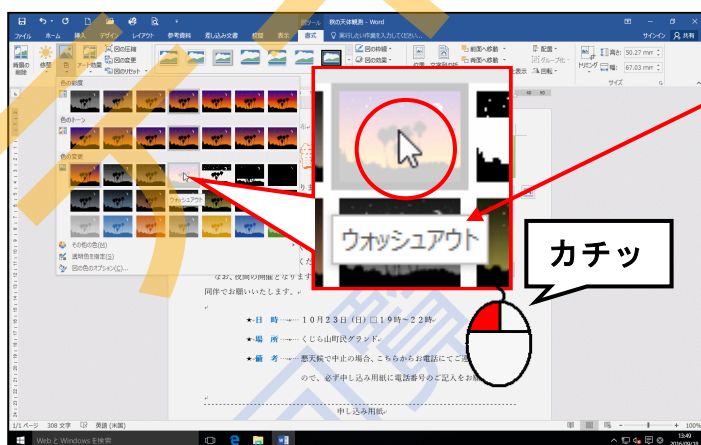 図ツール 秋の天体観測 - Word
ファイル ホーム 挿入 デザイン レイアウト 参考資料 差し込み文書 校閲 表示 書式 実行したい作業を入力してください... サインイン 共有
背景の 修整 色 アート効果 図の圧縮 図の変更 図のリセット
図の枠線 図の効果
前面へ移動 背面へ移動 配置 グループ化 回転
トリミング 高さ: 50.27 mm 幅: 67.03 mm
サイズ
色の彩度
色のトーン
色の変更
ウォッシュアウト
その他の色(M)
透明色を指定(S)
図の色のオプション(C)...
ウォッシュアウト
カチッ
なお、夜間の開催となります
同伴でお願いいたします。
★日 時 10月23日(日)□19時~22時
★場 所 くじら山町民グランド
★備 考 悪天候で中止の場合、こちらからお電話にてご連
ので、必ず申し込み用紙に電話番号のご記入をお願
申し込み用紙
1/1 ページ 308 文字 英語 (米国) 100%
Web と Windows を検索 13:49
2016/09/18